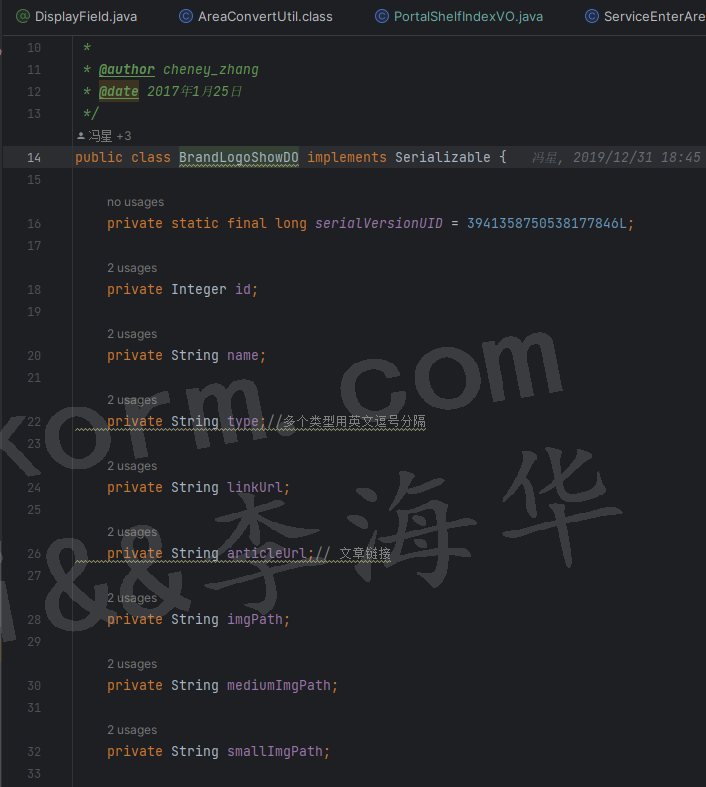 DisplayField.java AreaConvertUtil.class PortalShelfIndexVO.java ServiceEnterAre
10 *
11 * @author cheney_zhang
12 * @date 2017年1月25日
13 */
冯星 +3
14 public class BrandLogoShowDO implements Serializable { 冯星, 2019/12/31 18:45
15
no usages
16 private static final long serialVersionUID = 3941358750538177846L;
17
2 usages
18 private Integer id;
19
2 usages
20 private String name;
21
2 usages
22 private String type;//多个类型用英文逗号分隔
23
2 usages
24 private String linkUrl;
25
2 usages
26 private String articleUrl;// 文章链接
27
2 usages
28 private String imgPath;
29
2 usages
30 private String mediumImgPath;
31
2 usages
32 private String smallImgPath;
33
korm.com
&&李海华